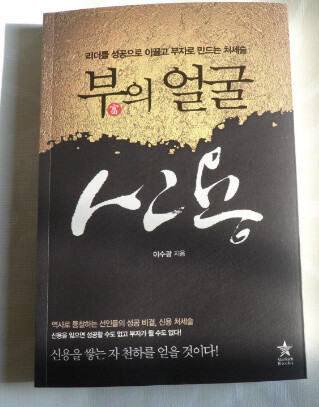 리더를 성공으로 이끌고 부자로 만드는 처세술
부의 얼굴
富
신용
이수광 지음
역사로 통찰하는 선인들의 성공 비결, 신용 처세술
신용을 잃으면 성공할 수도 없고 부자가 될 수도 없다!
신용을 쌓는 자 천하를 얻을 것이다!